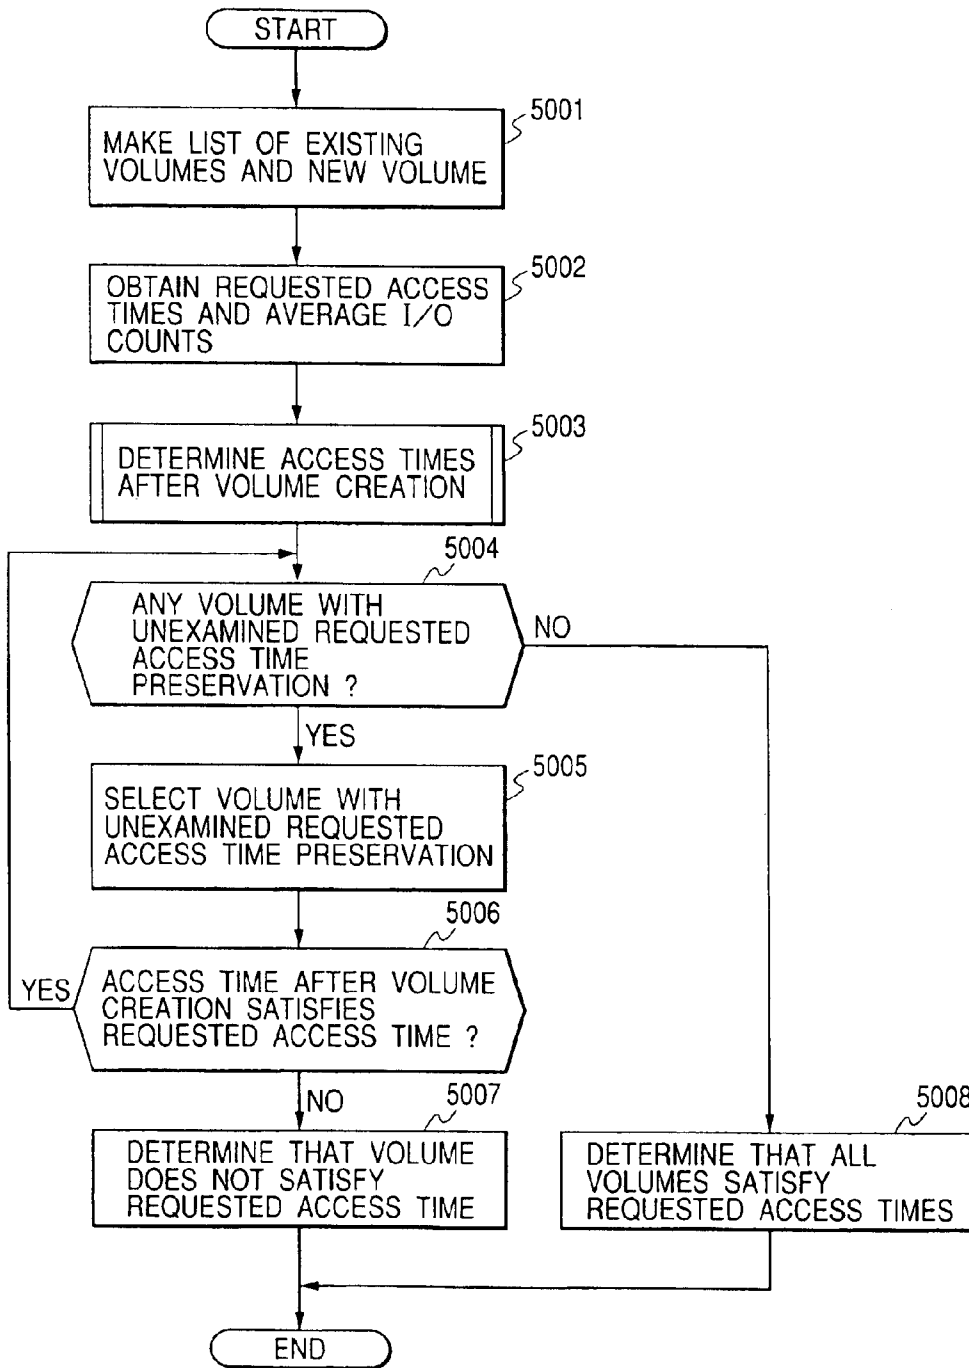 START
5001
MAKE LIST OF EXISTING
VOLUMES AND NEW VOLUME
5002
OBTAIN REQUESTED ACCESS
TIMES AND AVERAGE I/O
COUNTS
5003
DETERMINE ACCESS TIMES
AFTER VOLUME CREATION
5004
ANY VOLUME WITH
UNEXAMINED REQUESTED
ACCESS TIME
PRESERVATION ?
NO
YES
5005
SELECT VOLUME WITH
UNEXAMINED REQUESTED
ACCESS TIME PRESERVATION
5006
YES
ACCESS TIME AFTER VOLUME
CREATION SATISFIES
REQUESTED ACCESS TIME ?
NO
5007
DETERMINE THAT VOLUME
DOES NOT SATISFY
REQUESTED ACCESS TIME
5008
DETERMINE THAT ALL
VOLUMES SATISFY
REQUESTED ACCESS TIMES
END